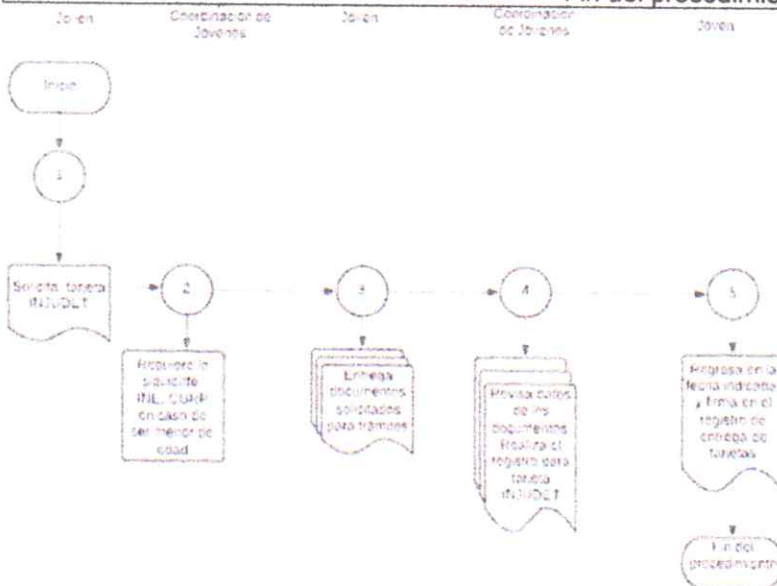 Fin del procedimie
Joven
Coordinación de
Jóvenes
Joven
Coordinación
de Jóvenes
Joven
Inicio
1
Solicita tarjeta
INJUDET
2
Requiere lo
siguiente
INE, CURP
en caso de
ser menor de
edad
3
Entrega
documentos
solicitados
para trámites
4
Revisa datos
de los
documentos
Realiza el
registro para
tarjeta
INJUDET
5
Regresa en la
fecha indicada
y firma en el
registro de
entrega de
tarjetas
Fin del
procedimiento